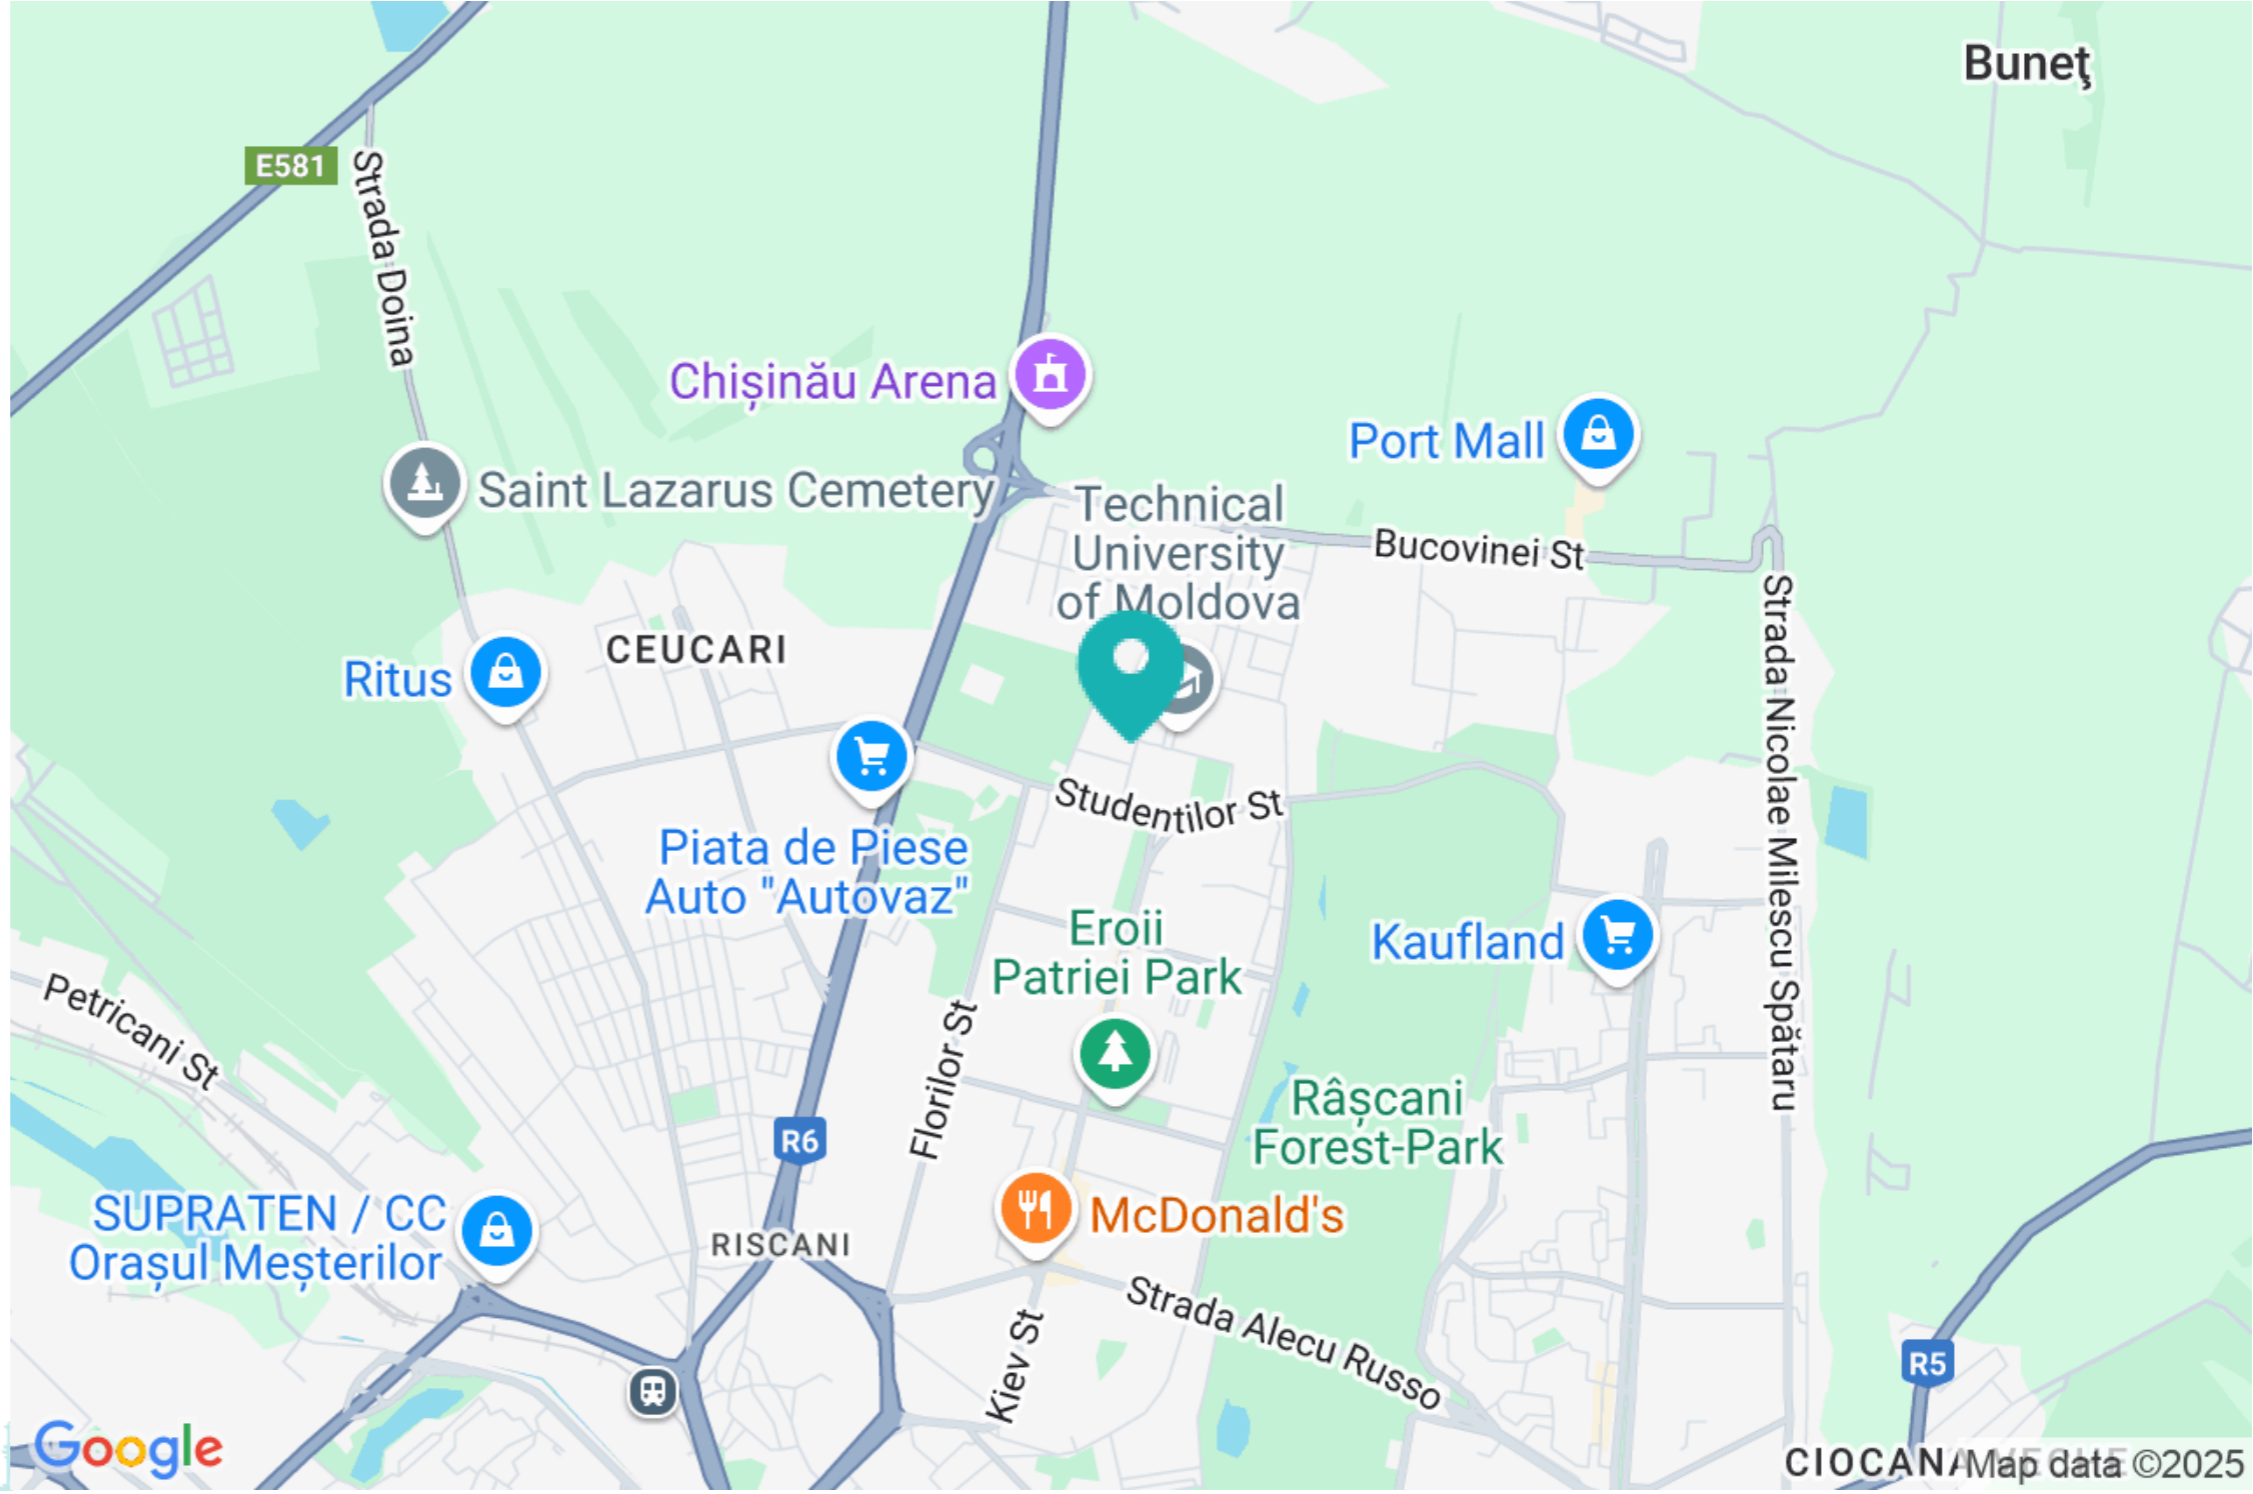 Buneţ
E581
Strada Doina
Chișinău Arena
Port Mall
Saint Lazarus Cemetery
Technical
University
of Moldova
Bucovinei St
CEUCARI
Ritus
Strada Nicolae Milescu Spătaru
Studentilor St
Piata de Piese
Auto "Autovaz"
Eroii
Patriei Park
Kaufland
Petricani St
Florilor St
Râșcani
Forest-Park
R6
SUPRATEN / CC
Orașul Meșterilor
McDonald's
RISCANI
Strada Alecu Russo
Kiev St
R5
Google
CIOCANA VECHE
Map data ©2025